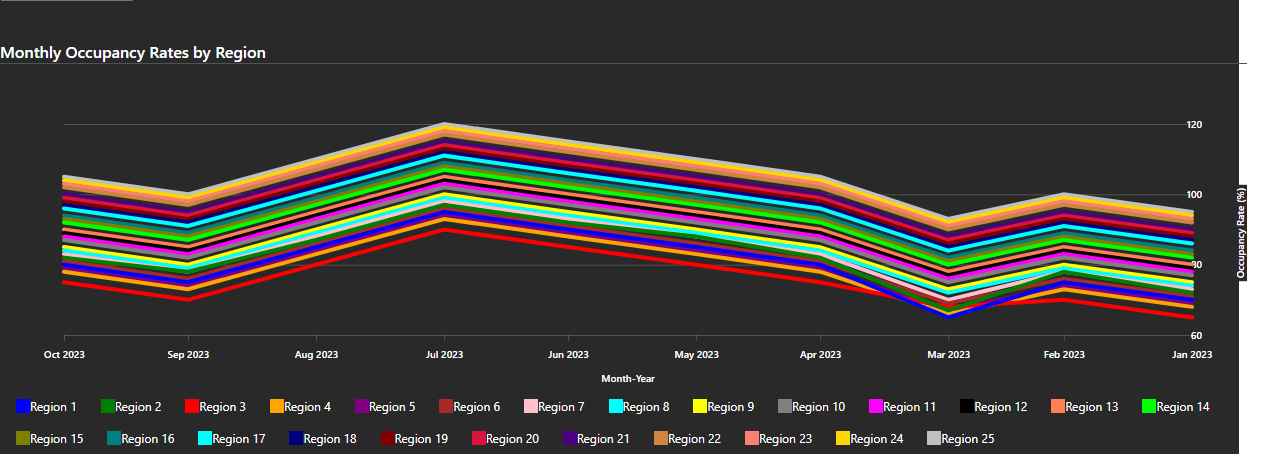 Monthly Occupancy Rates by Region
120
100
80
60
Occupancy Rate (%)
Oct 2023 Sep 2023 Aug 2023 Jul 2023 Jun 2023 May 2023 Apr 2023 Mar 2023 Feb 2023 Jan 2023
Month-Year
Region 1 Region 2 Region 3 Region 4 Region 5 Region 6 Region 7 Region 8 Region 9 Region 10 Region 11 Region 12 Region 13 Region 14
Region 15 Region 16 Region 17 Region 18 Region 19 Region 20 Region 21 Region 22 Region 23 Region 24 Region 25